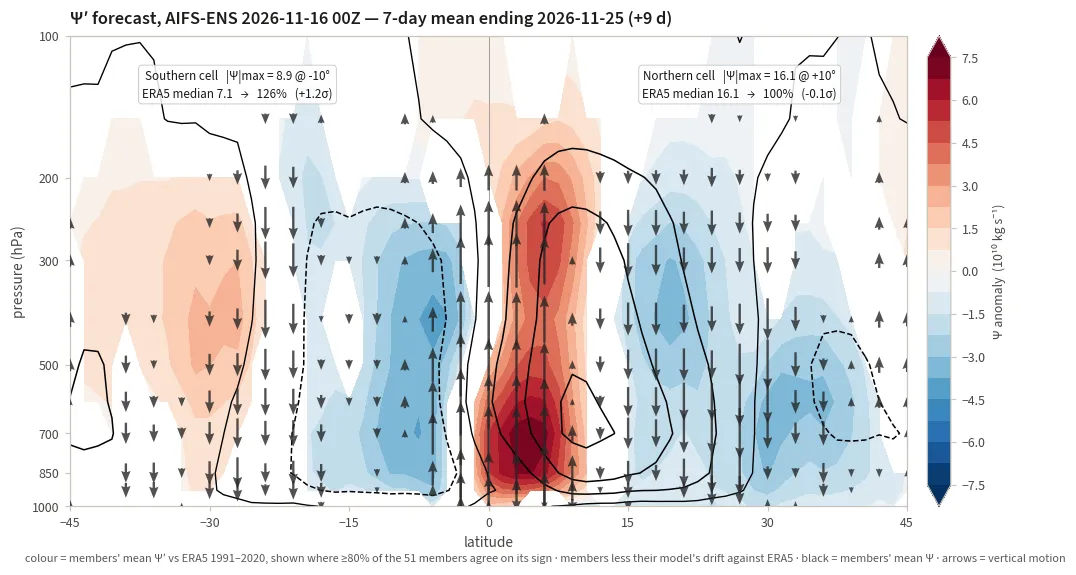 Ψ′ forecast, AIFS-ENS 2026-11-16 00Z — 7-day mean ending 2026-11-25 (+9 d)
Southern cell |Ψ|max = 8.9 @ -10°
ERA5 median 7.1 → 126% (+1.2σ)
Northern cell |Ψ|max = 16.1 @ +10°
ERA5 median 16.1 → 100% (-0.1σ)
pressure (hPa)
100
200
300
400
500
700
850
1000
−45
−30
−15
0
15
30
45
latitude
7.5
6.0
4.5
3.0
1.5
0.0
−1.5
−3.0
−4.5
−6.0
−7.5
Ψ anomaly (10¹⁰ kg s⁻¹)
colour = members' mean Ψ′ vs ERA5 1991–2020, shown where ≥80% of the 51 members agree on its sign · members less their model's drift against ERA5 · black = members' mean Ψ · arrows = vertical motion